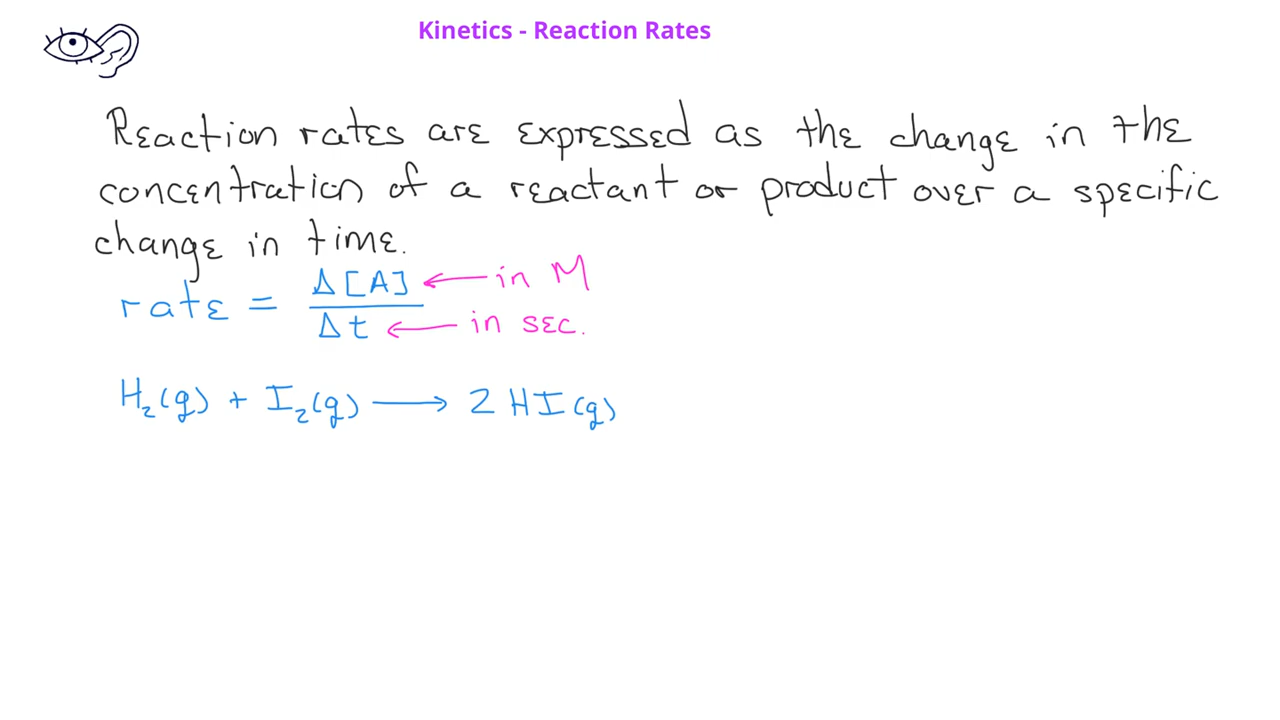 Kinetics - Reaction Rates
Reaction rates are expressed as the change in the
concentration of a reactant or product over a specific
change in time.
rate = Δ[A] / Δt ← in M ← in sec.
H₂(g) + I₂(g) ⟶ 2 HI(g)